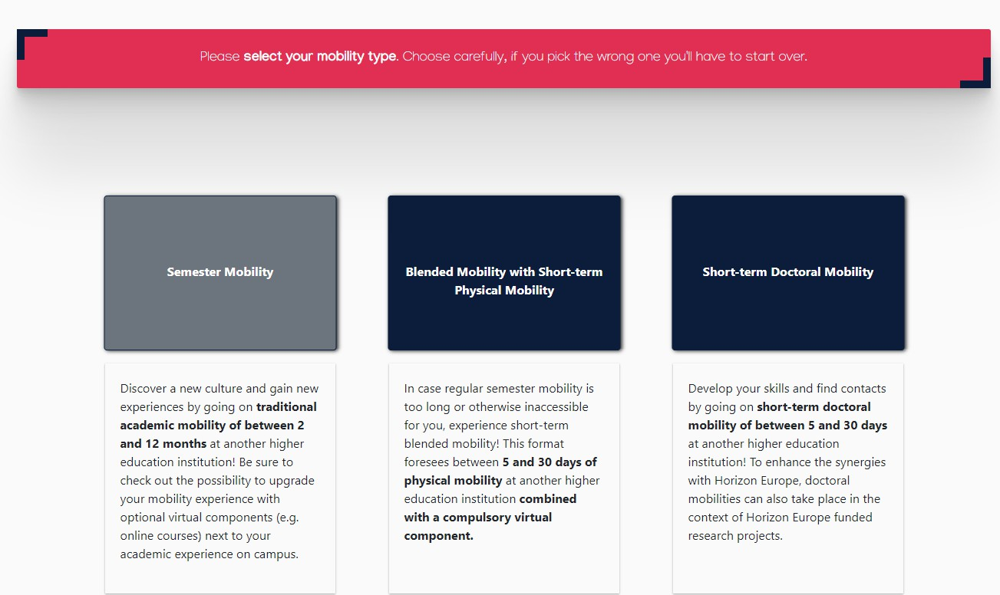 Please select your mobility type. Choose carefully, if you pick the wrong one you'll have to start over.
Semester Mobility
Blended Mobility with Short-term
Physical Mobility
Short-term Doctoral Mobility
Discover a new culture and gain new
experiences by going on traditional
academic mobility of between 2
and 12 months at another higher
education institution! Be sure to
check out the possibility to upgrade
your mobility experience with
optional virtual components (e.g.
online courses) next to your
academic experience on campus.
In case regular semester mobility is
too long or otherwise inaccessible
for you, experience short-term
blended mobility! This format
foresees between 5 and 30 days of
physical mobility at another higher
education institution combined
with a compulsory virtual
component.
Develop your skills and find contacts
by going on short-term doctoral
mobility of between 5 and 30 days
at another higher education
institution! To enhance the synergies
with Horizon Europe, doctoral
mobilities can also take place in the
context of Horizon Europe funded
research projects.